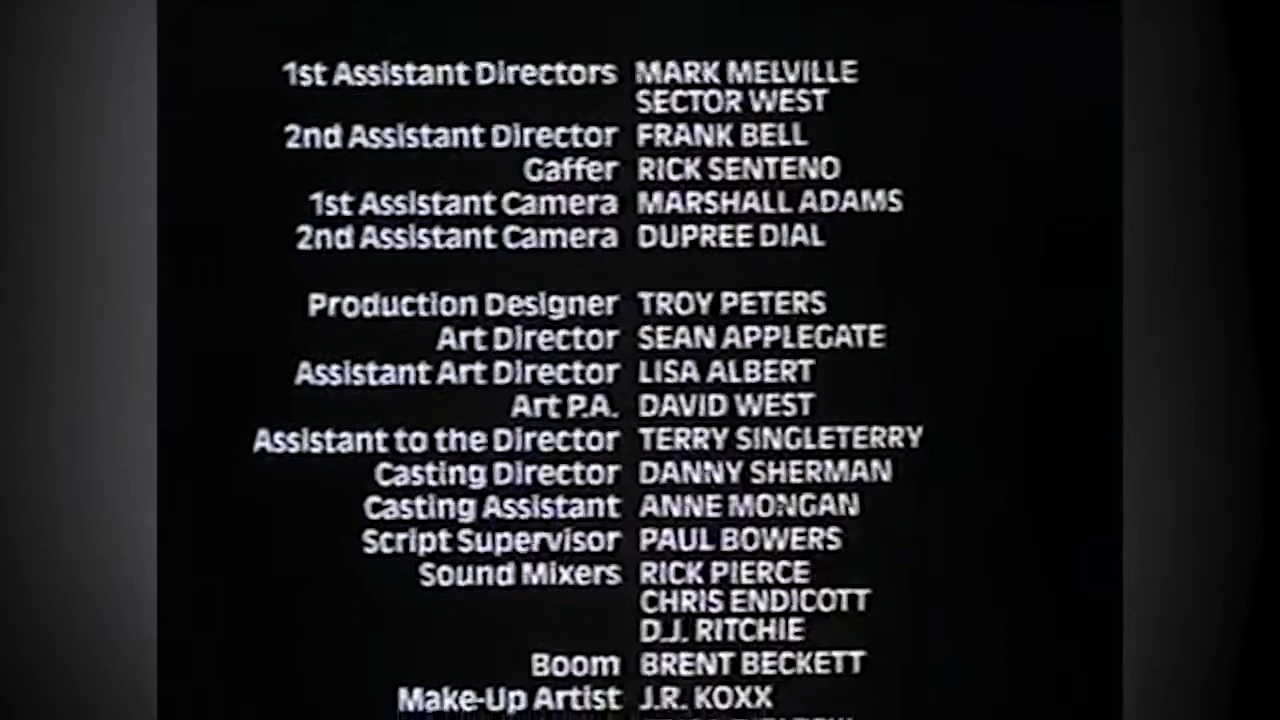 1st Assistant Directors MARK MELVILLE
SECTOR WEST
2nd Assistant Director FRANK BELL
Gaffer RICK SENTENO
1st Assistant Camera MARSHALL ADAMS
2nd Assistant Camera DUPREE DIAL
Production Designer TROY PETERS
Art Director SEAN APPLEGATE
Assistant Art Director LISA ALBERT
Art P.A. DAVID WEST
Assistant to the Director TERRY SINGLETERRY
Casting Director DANNY SHERMAN
Casting Assistant ANNE MONGAN
Script Supervisor PAUL BOWERS
Sound Mixers RICK PIERCE
CHRIS ENDICOTT
D.J. RITCHIE
Boom BRENT BECKETT
Make-Up Artist J.R. KOXX